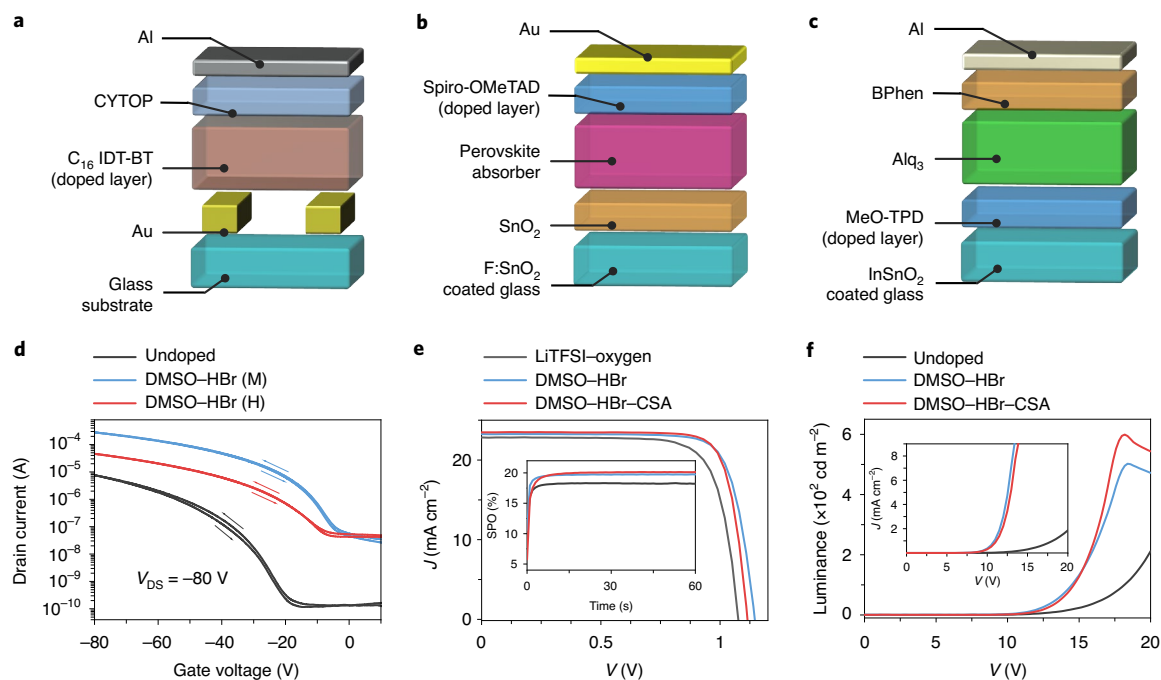 a
Al
CYTOP
C₁₆ IDT-BT
(doped layer)
Au
Glass
substrate
b
Au
Spiro-OMeTAD
(doped layer)
Perovskite
absorber
SnO₂
F:SnO₂
coated glass
c
Al
BPhen
Alq₃
MeO-TPD
(doped layer)
InSnO₂
coated glass
d
Undoped
DMSO–HBr (M)
DMSO–HBr (H)
Drain current (A)
10⁻⁴
10⁻⁵
10⁻⁶
10⁻⁷
10⁻⁸
10⁻⁹
10⁻¹⁰
V_DS = –80 V
–80 –60 –40 –20 0
Gate voltage (V)
e
LiTFSI–oxygen
DMSO–HBr
DMSO–HBr–CSA
J (mA cm⁻²)
20
0
SPO (%)
20
15
10
5
0 30 60
Time (s)
0 0.5 1
V (V)
f
Undoped
DMSO–HBr
DMSO–HBr–CSA
Luminance (×10² cd m⁻²)
6
4
2
0
J (mA cm⁻²)
8
6
4
2
0 5 10 15 20
V (V)
0 5 10 15 20
V (V)